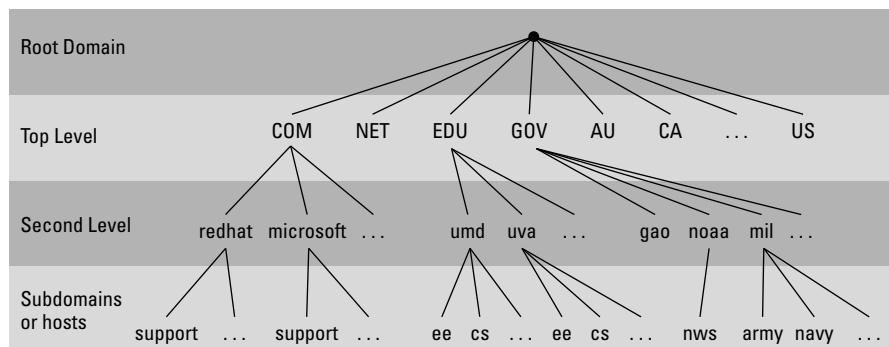 Root Domain
Top Level COM NET EDU GOV AU CA ... US
Second Level redhat microsoft ... umd uva ... gao noaa mil ...
Subdomains
or hosts
support ... support ... ee cs ... ee cs ... nws army navy ...